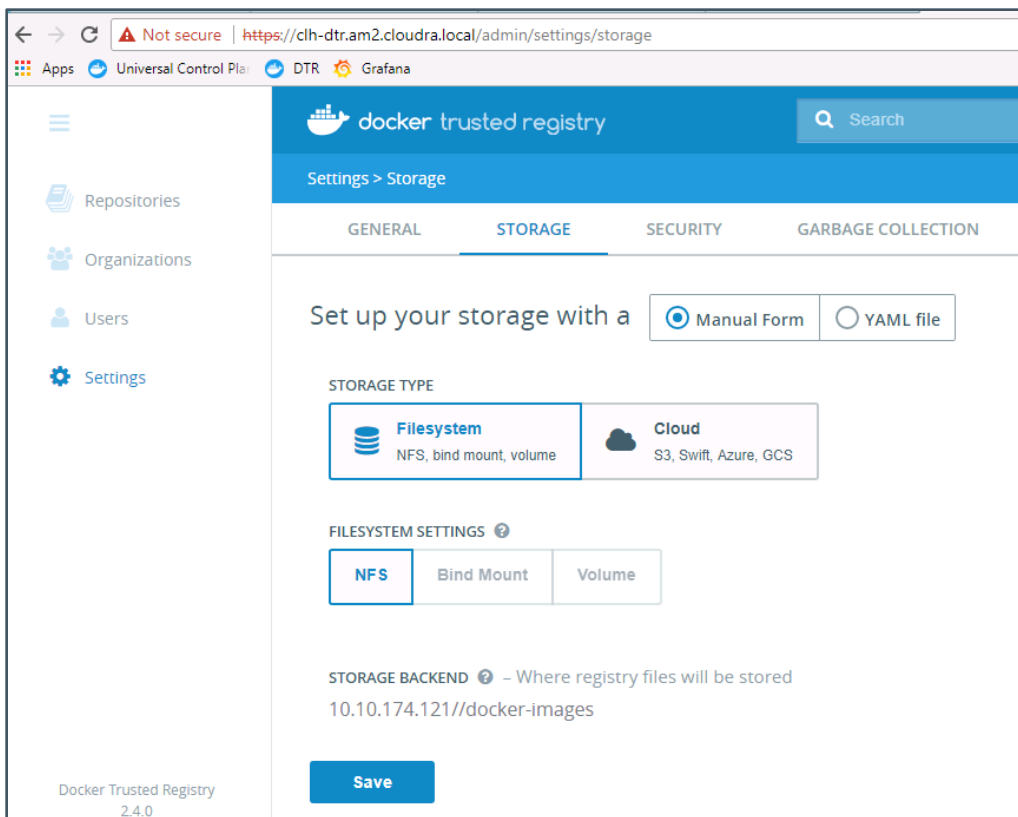 Not secure | https://clh-dtr.am2.cloudra.local/admin/settings/storage
Apps Universal Control Pla DTR Grafana
docker trusted registry
Search
Settings > Storage
Repositories
Organizations
Users
Settings
GENERAL STORAGE SECURITY GARBAGE COLLECTION
Set up your storage with a Manual Form YAML file
STORAGE TYPE
Filesystem
NFS, bind mount, volume
Cloud
S3, Swift, Azure, GCS
FILESYSTEM SETTINGS ?
NFS Bind Mount Volume
STORAGE BACKEND ? – Where registry files will be stored
10.10.174.121//docker-images
Save
Docker Trusted Registry
2.4.0